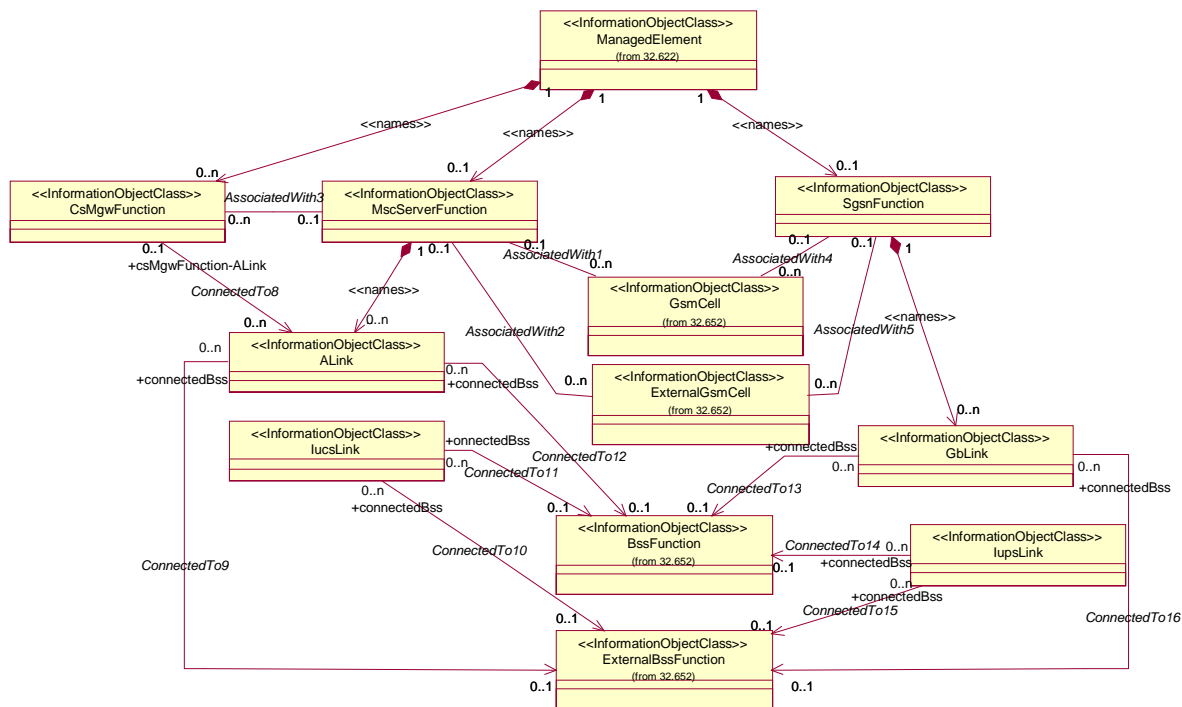 <<InformationObjectClass>>
ManagedElement
(from 32.622)
1
1
1
<<names>>
<<names>>
<<names>>
0..n
0..1
0..1
<<InformationObjectClass>>
CsMgwFunction
AssociatedWith3
0..n
0..1
<<InformationObjectClass>>
MscServerFunction
<<InformationObjectClass>>
SgsnFunction
0..1
+csMgwFunction-ALink
ConnectedTo8
0..n
1
<<names>>
0..n
0..1
0..1
AssociatedWith1
0..n
0..1
AssociatedWith4
0..n
0..1
1
<<InformationObjectClass>>
GsmCell
(from 32.652)
AssociatedWith2
0..n
AssociatedWith5
0..n
<<names>>
0..n
<<InformationObjectClass>>
ALink
0..n
+connectedBss
0..n
+connectedBss
<<InformationObjectClass>>
ExternalGsmCell
(from 32.652)
<<InformationObjectClass>>
IucsLink
+onnectedBss
0..n
ConnectedTo11
ConnectedTo12
0..n
+connectedBss
<<InformationObjectClass>>
GbLink
+connectedBss
0..n
ConnectedTo13
0..n
+connectedBss
0..1
0..1
0..1
<<InformationObjectClass>>
BssFunction
(from 32.652)
ConnectedTo14
0..n
+connectedBss
0..1
<<InformationObjectClass>>
IupsLink
0..n
+connectedBss
ConnectedTo15
ConnectedTo9
ConnectedTo10
ConnectedTo16
0..1
0..1
<<InformationObjectClass>>
ExternalBssFunction
(from 32.652)
0..1
0..1